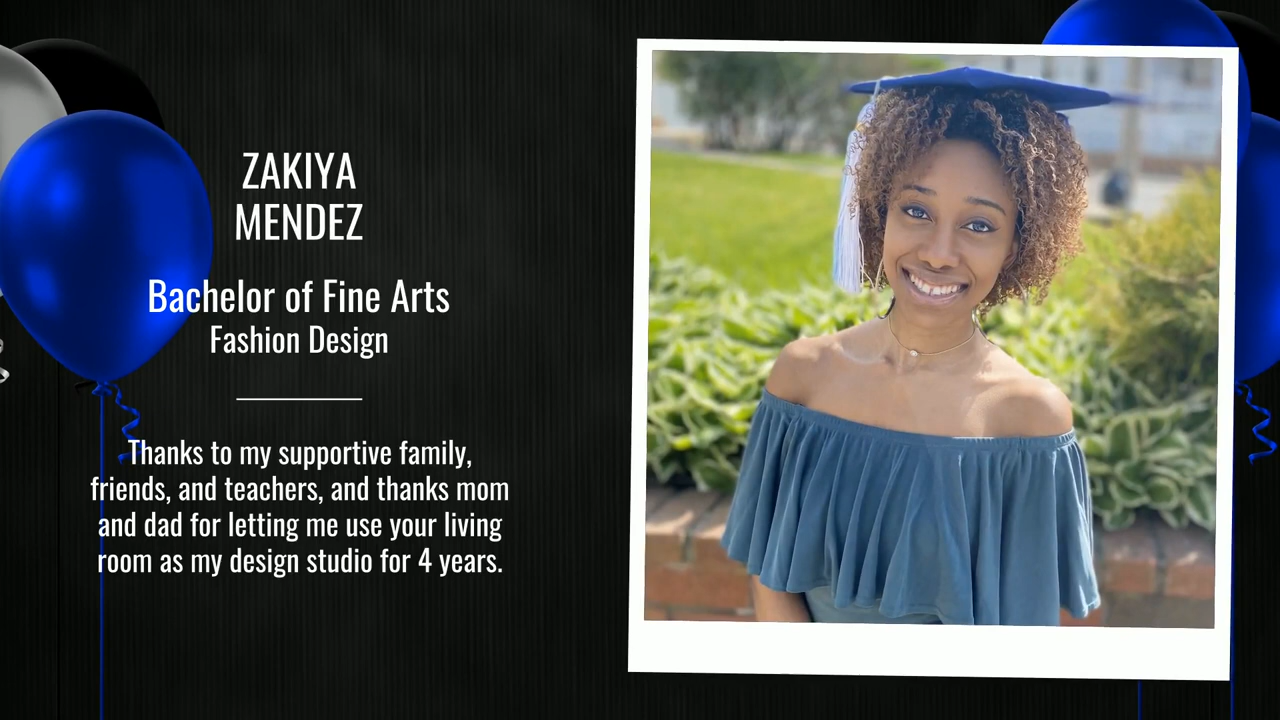 ZAKIYA
MENDEZ
Bachelor of Fine Arts
Fashion Design
Thanks to my supportive family,
friends, and teachers, and thanks mom
and dad for letting me use your living
room as my design studio for 4 years.